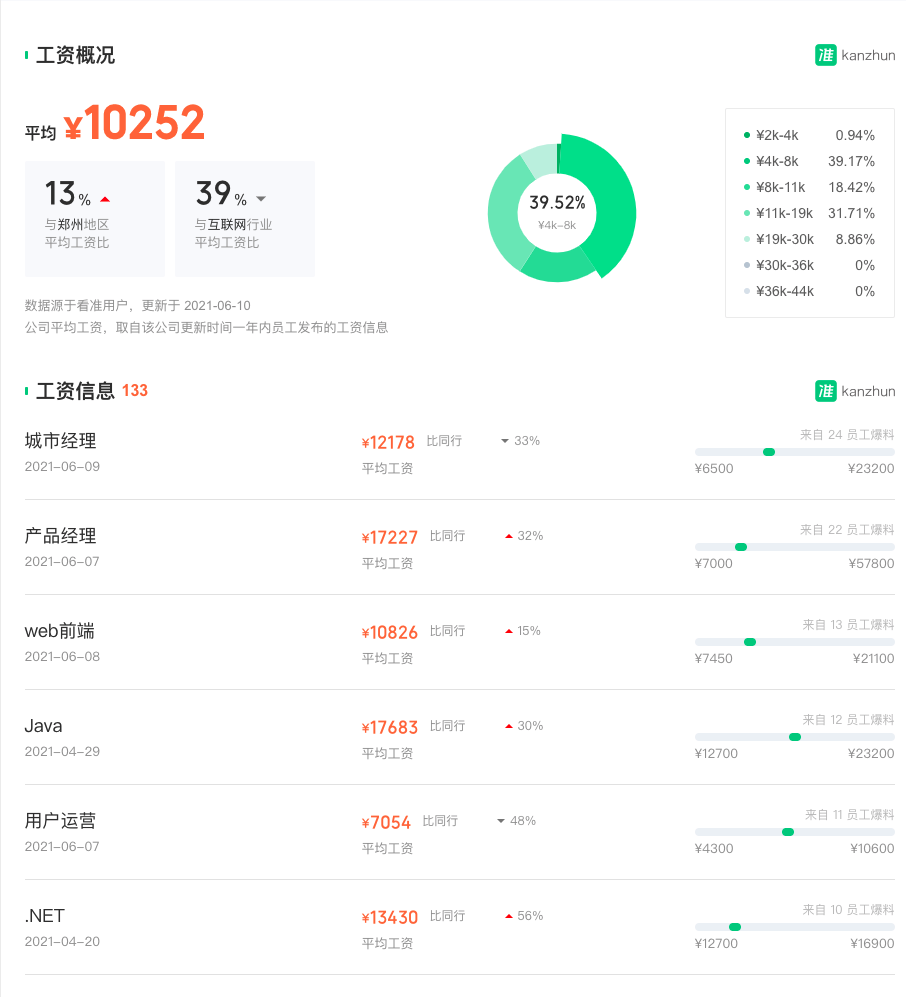 工资概况
准 kanzhun
平均 ¥10252
13% 39%
与郑州地区 与互联网行业
平均工资比 平均工资比
数据源于看准用户，更新于 2021-06-10
公司平均工资，取自该公司更新时间一年内员工发布的工资信息
39.52%
¥4k-8k
¥2k-4k 0.94%
¥4k-8k 39.17%
¥8k-11k 18.42%
¥11k-19k 31.71%
¥19k-30k 8.86%
¥30k-36k 0%
¥36k-44k 0%
工资信息 133
准 kanzhun
城市经理 ¥12178 比同行 33% 来自 24 员工爆料
2021-06-09 平均工资 ¥6500 ¥23200
产品经理 ¥17227 比同行 32% 来自 22 员工爆料
2021-06-07 平均工资 ¥7000 ¥57800
web前端 ¥10826 比同行 15% 来自 13 员工爆料
2021-06-08 平均工资 ¥7450 ¥21100
Java ¥17683 比同行 30% 来自 12 员工爆料
2021-04-29 平均工资 ¥12700 ¥23200
用户运营 ¥7054 比同行 48% 来自 11 员工爆料
2021-06-07 平均工资 ¥4300 ¥10600
.NET ¥13430 比同行 56% 来自 10 员工爆料
2021-04-20 平均工资 ¥12700 ¥16900